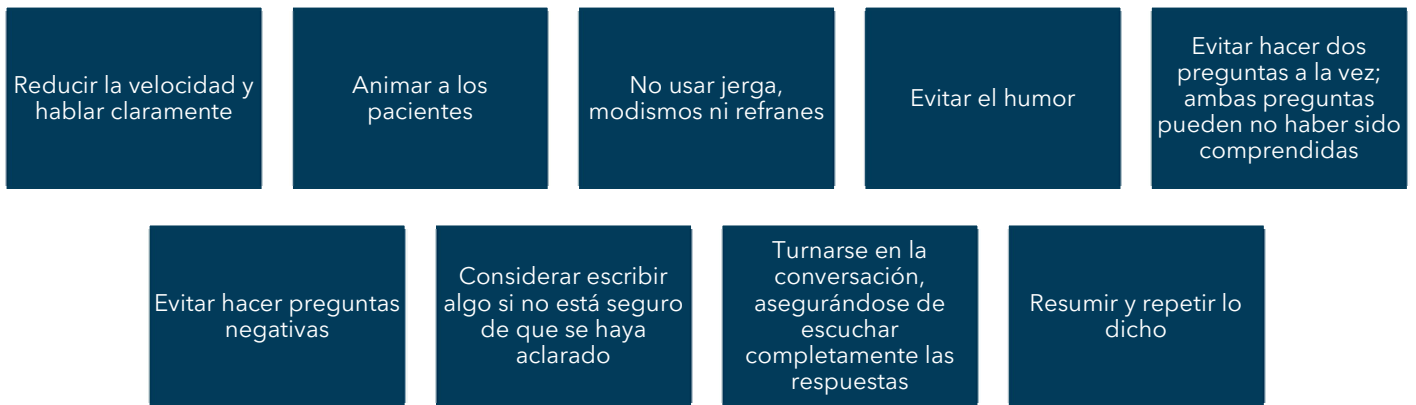 Reducir la velocidad y
hablar claramente
Animar a los
pacientes
No usar jerga,
modismos ni refranes
Evitar el humor
Evitar hacer dos
preguntas a la vez;
ambas preguntas
pueden no haber sido
comprendidas
Evitar hacer preguntas
negativas
Considerar escribir
algo si no está seguro
de que se haya
aclarado
Turnarse en la
conversación,
asegurándose de
escuchar
completamente las
respuestas
Resumir y repetir lo
dicho